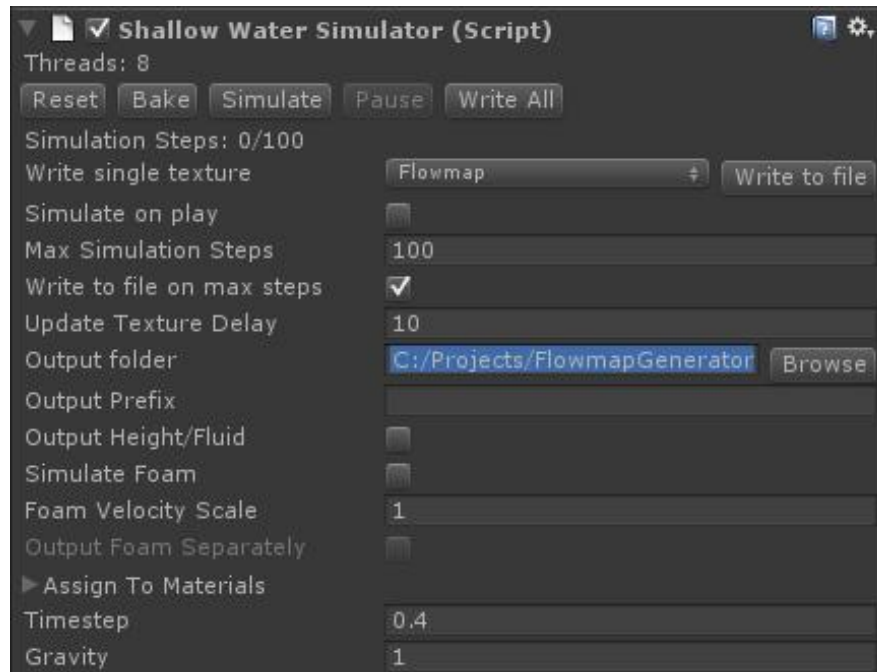 Shallow Water Simulator (Script)
Threads: 8
Reset Bake Simulate Pause Write All
Simulation Steps: 0/100
Write single texture Flowmap Write to file
Simulate on play
Max Simulation Steps 100
Write to file on max steps
Update Texture Delay 10
Output folder C:/Projects/FlowmapGenerator Browse
Output Prefix
Output Height/Fluid
Simulate Foam
Foam Velocity Scale 1
Output Foam Separately
Assign To Materials
Timestep 0.4
Gravity 1